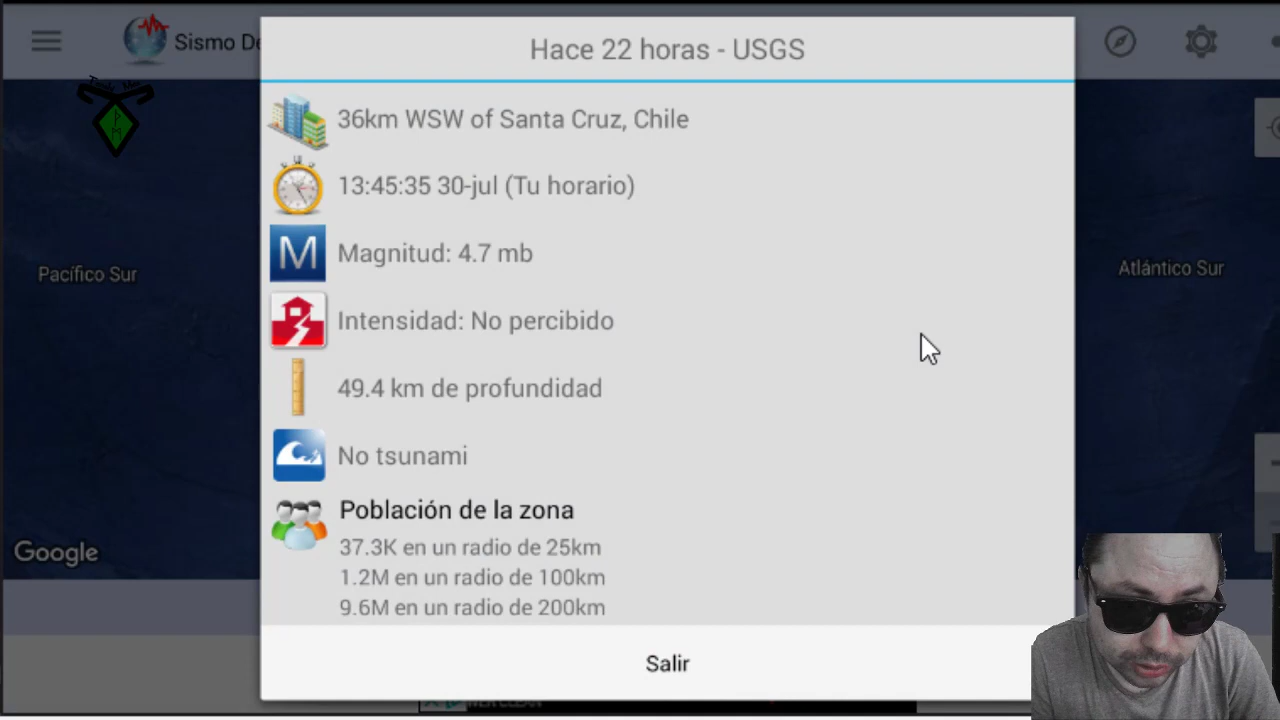 Sismo De
Hace 22 horas - USGS
36km WSW of Santa Cruz, Chile
13:45:35 30-jul (Tu horario)
M
Magnitud: 4.7 mb
Intensidad: No percibido
49.4 km de profundidad
No tsunami
Población de la zona
37.3K en un radio de 25km
1.2M en un radio de 100km
9.6M en un radio de 200km
Salir
Pacífico Sur
Atlántico Sur
Google